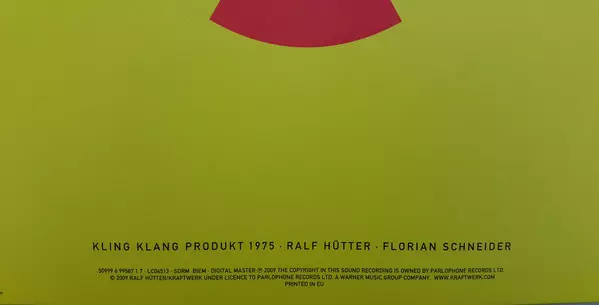 KLING KLANG PRODUKT 1975 · RALF HÜTTER · FLORIAN SCHNEIDER
50999 6 99587 1 7 · LC06513 · SDRM BIEM · DIGITAL MASTER ℗ 2009 THE COPYRIGHT IN THIS SOUND RECORDING IS OWNED BY PARLOPHONE RECORDS LTD.
© 2009 RALF HÜTTER/KRAFTWERK UNDER LICENCE TO PARLOPHONE RECORDS LTD. A WARNER MUSIC GROUP COMPANY. WWW.KRAFTWERK.COM
PRINTED IN EU